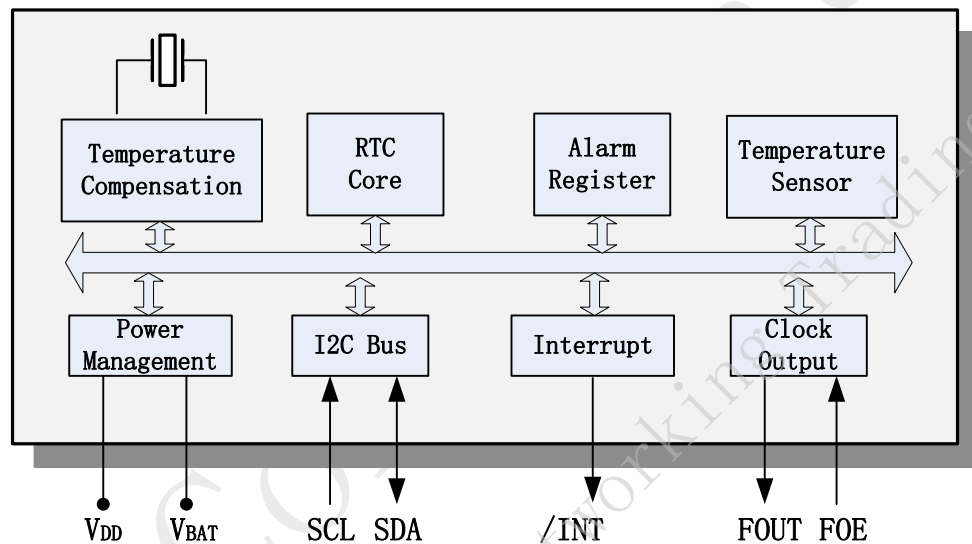 Temperature
Compensation
RTC
Core
Alarm
Register
Temperature
Sensor
Power
Management
I2C Bus
Interrupt
Clock
Output
VDD
VBAT
SCL SDA
/INT
FOUT FOE